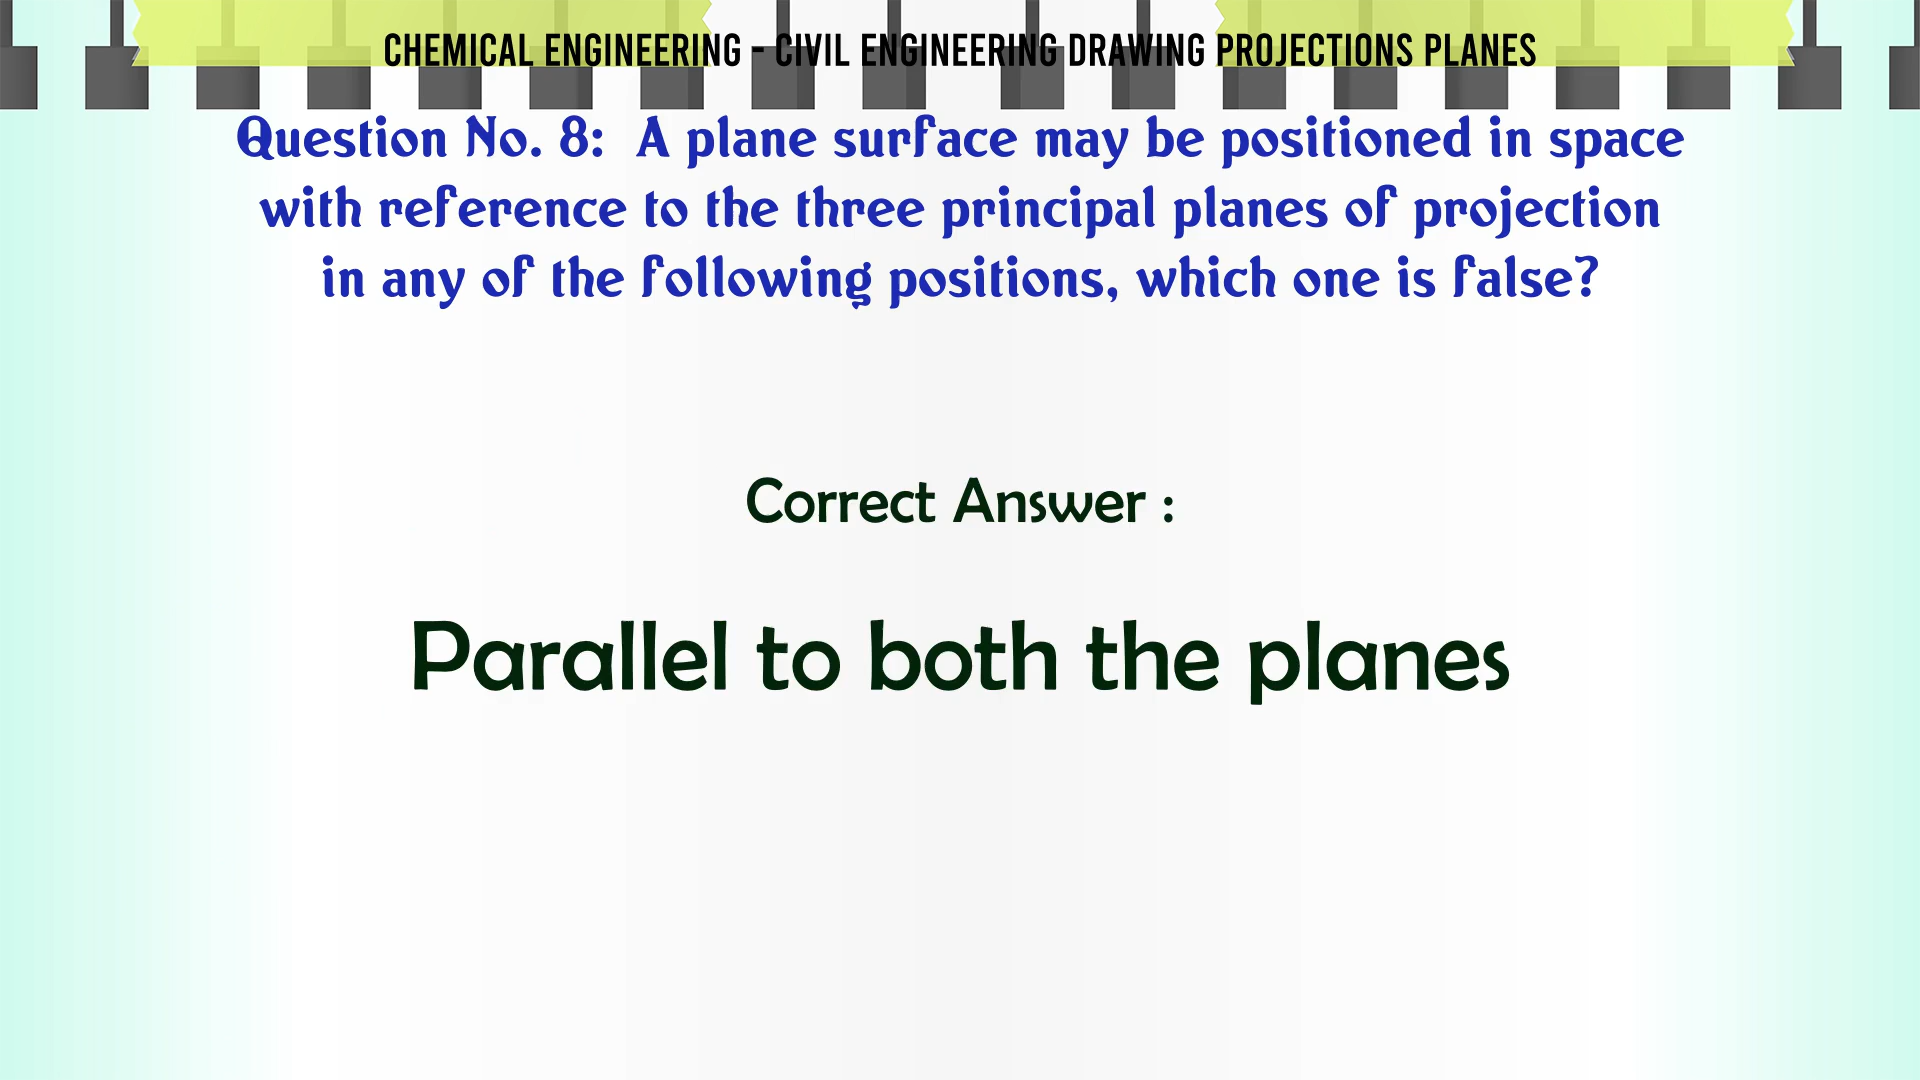 CHEMICAL ENGINEERING - CIVIL ENGINEERING DRAWING PROJECTIONS PLANES
Question No. 8: A plane surface may be positioned in space
with reference to the three principal planes of projection
in any of the following positions, which one is false?
Correct Answer :
Parallel to both the planes